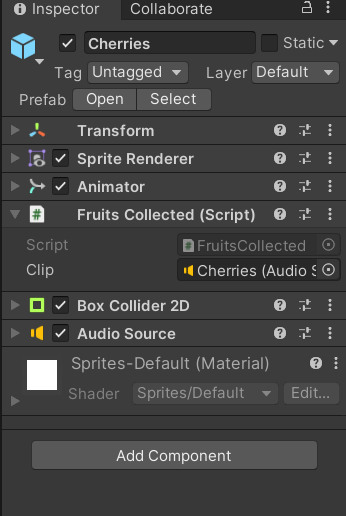 Inspector Collaborate
Cherries Static
Tag Untagged Layer Default
Prefab Open Select
Transform
Sprite Renderer
Animator
Fruits Collected (Script)
Script FruitsCollected
Clip Cherries (Audio S
Box Collider 2D
Audio Source
Sprites-Default (Material)
Shader Sprites/Default Edit...
Add Component